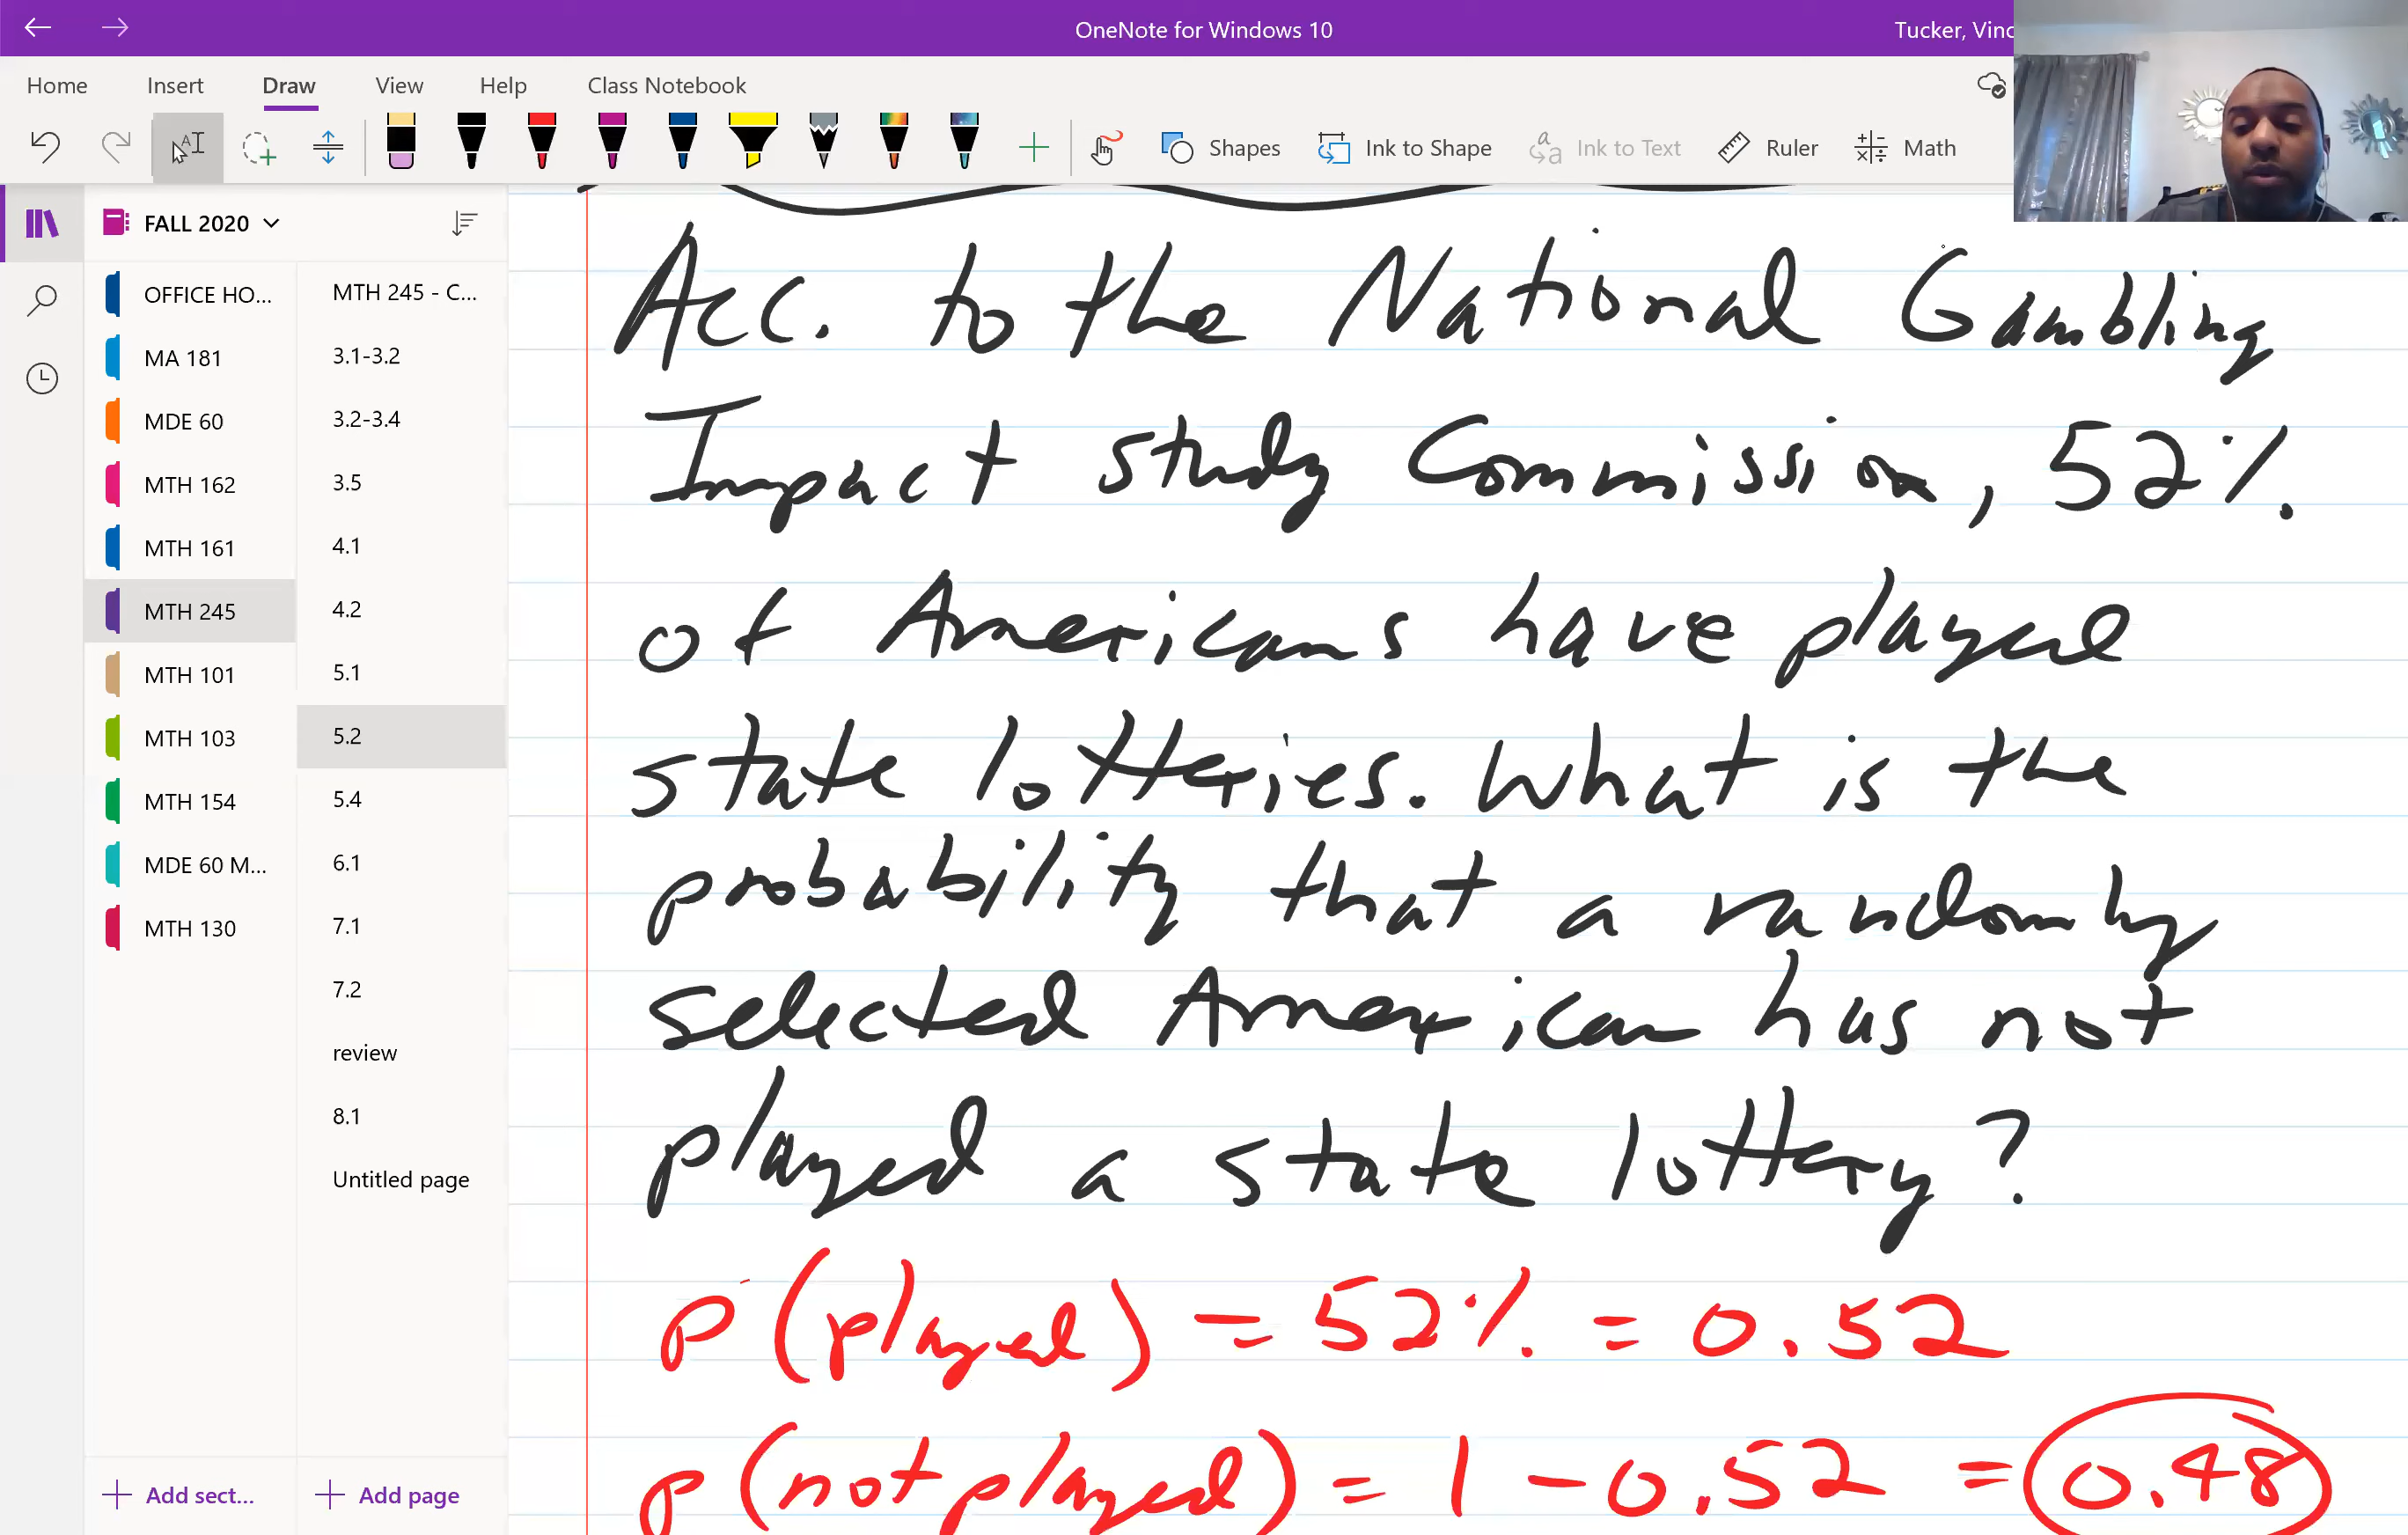 OneNote for Windows 10
Tucker, Vinc
Home Insert Draw View Help Class Notebook
Shapes Ink to Shape Ink to Text Ruler Math
FALL 2020
OFFICE HO...
MA 181
MDE 60
MTH 162
MTH 161
MTH 245
MTH 101
MTH 103
MTH 154
MDE 60 M...
MTH 130
Add sect...
MTH 245 - C...
3.1-3.2
3.2-3.4
3.5
4.1
4.2
5.1
5.2
5.4
6.1
7.1
7.2
review
8.1
Untitled page
Add page
Acc. to the National Gambling
Impact Study Commission, 52%
of Americans have played
state lotteries. What is the
probability that a randomly
selected American has not
played a state lottery?
P(played) = 52% = 0.52
P(not played) = 1 - 0.52 = 0.48